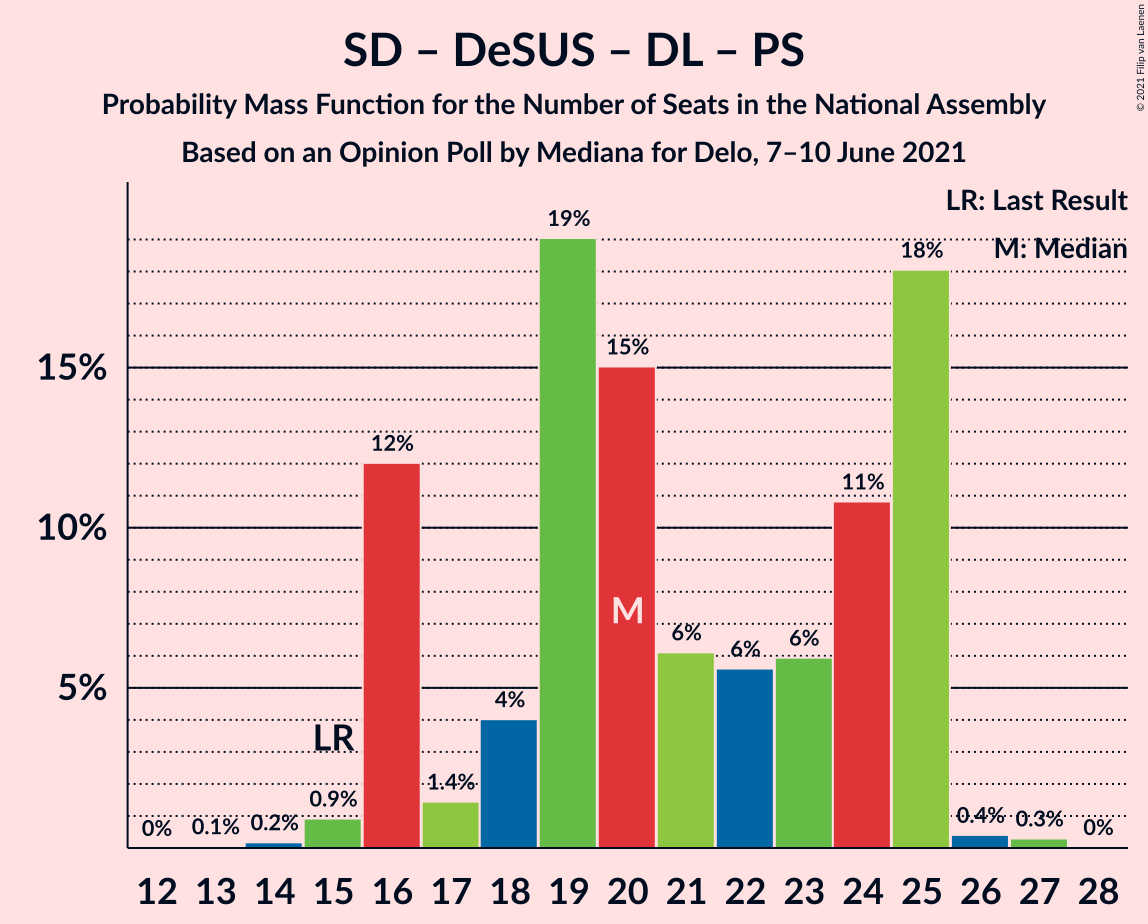 SD – DeSUS – DL – PS
Probability Mass Function for the Number of Seats in the National Assembly
Based on an Opinion Poll by Mediana for Delo, 7–10 June 2021
© 2021 Filip van Laenen
LR: Last Result
M: Median
15%
10%
5%
0%
0.1%
0.2%
0.9%
12%
1.4%
4%
19%
15%
6%
6%
6%
11%
18%
0.4%
0.3%
0%
LR
M
12 13 14 15 16 17 18 19 20 21 22 23 24 25 26 27 28